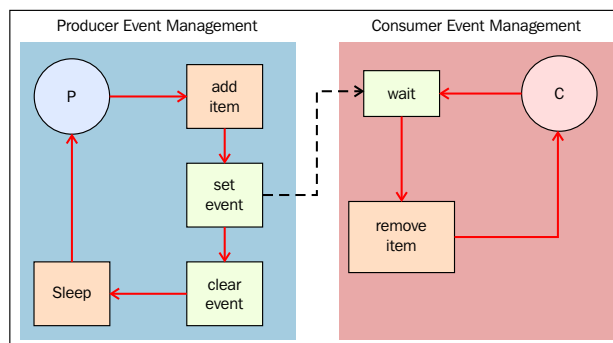 Producer Event Management
Consumer Event Management
P
add
item
wait
C
set
event
remove
item
Sleep
clear
event